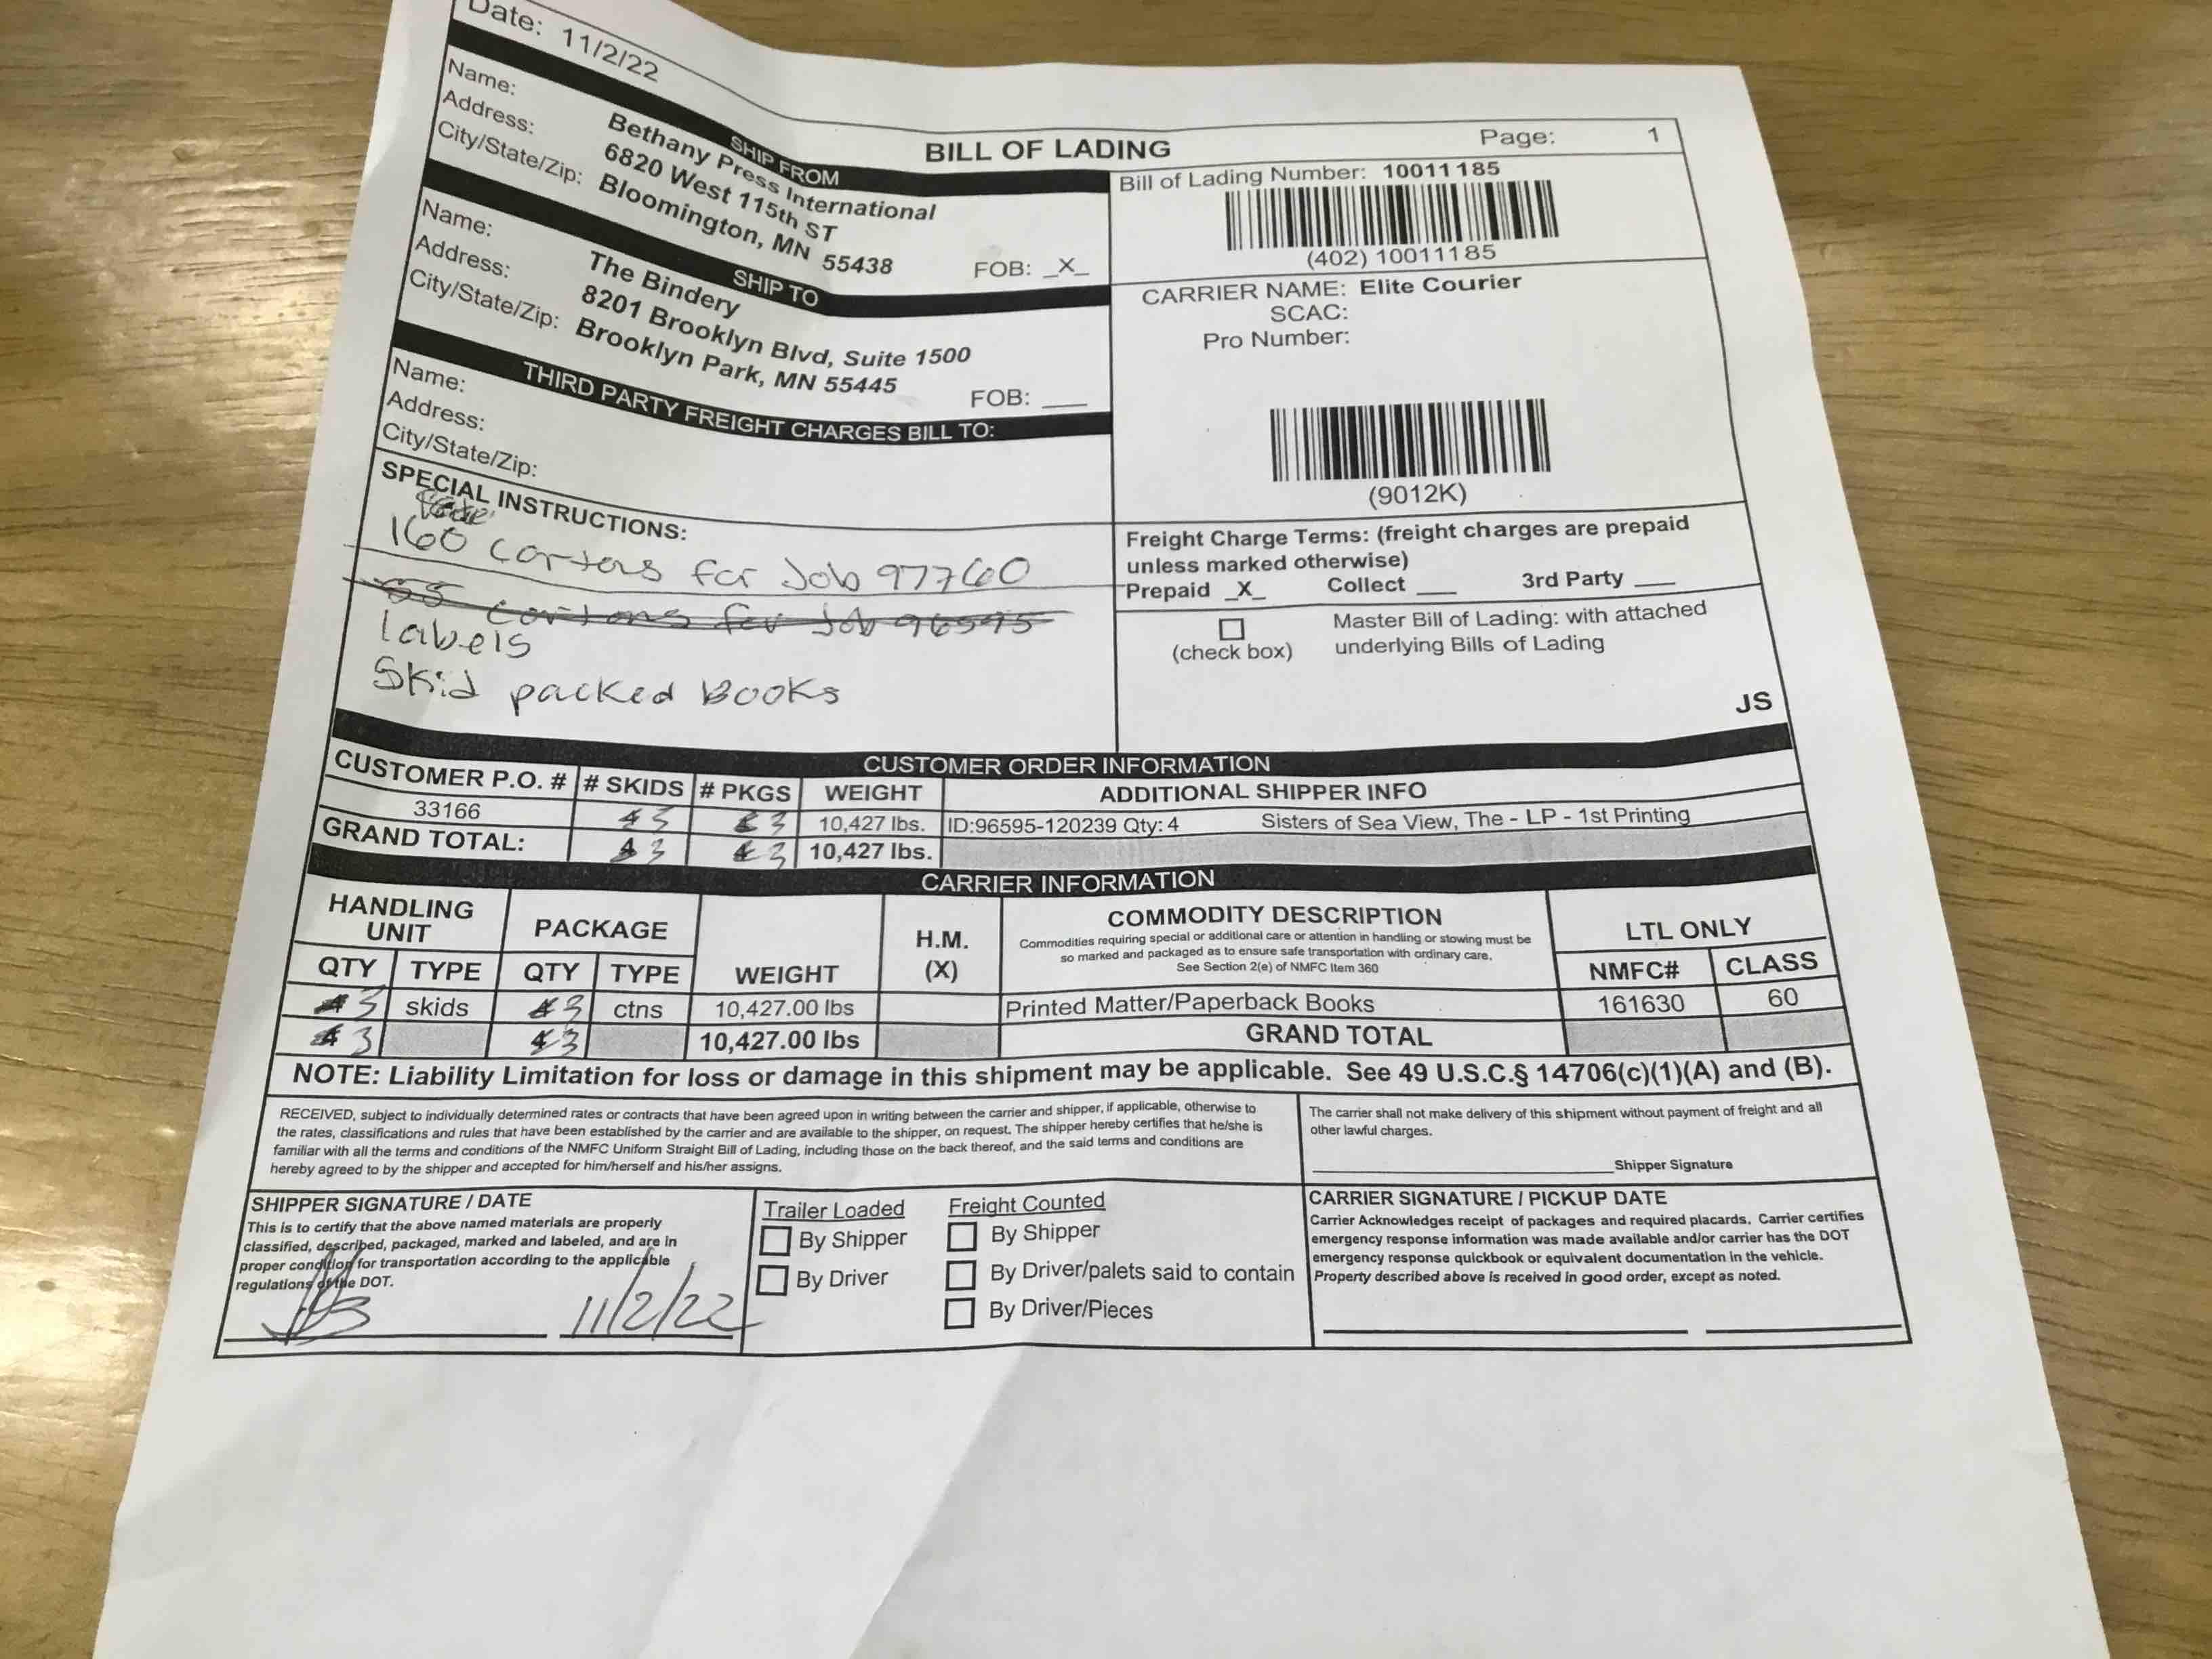 Date: 11/2/22
BILL OF LADING
Page: 1
SHIP FROM
Name: Bethany Press International
Address: 6820 West 115th ST
City/State/Zip: Bloomington, MN 55438
FOB: _X_
Bill of Lading Number: 10011185
(402) 10011185
SHIP TO
Name: The Bindery
Address: 8201 Brooklyn Blvd, Suite 1500
City/State/Zip: Brooklyn Park, MN 55445
FOB: ___
CARRIER NAME: Elite Courier
SCAC:
Pro Number:
(9012K)
THIRD PARTY FREIGHT CHARGES BILL TO:
Name:
Address:
City/State/Zip:
SPECIAL INSTRUCTIONS:
160 cartons for Job 97760
cartons for Job 96595
labels
Skid packed Books
Freight Charge Terms: (freight charges are prepaid
unless marked otherwise)
Prepaid _X_ Collect ___ 3rd Party ___
Master Bill of Lading: with attached
(check box) underlying Bills of Lading
JS
CUSTOMER ORDER INFORMATION
CUSTOMER P.O. # # SKIDS # PKGS WEIGHT ADDITIONAL SHIPPER INFO
33166 4 3 3 10,427 lbs. ID:96595-120239 Qty: 4 Sisters of Sea View, The - LP - 1st Printing
GRAND TOTAL: 4 3 4 3 10,427 lbs.
CARRIER INFORMATION
HANDLING UNIT PACKAGE WEIGHT H.M. (X) COMMODITY DESCRIPTION LTL ONLY
Commodities requiring special or additional care or attention in handling or stowing must be
so marked and packaged as to ensure safe transportation with ordinary care.
See Section 2(e) of NMFC Item 360
QTY TYPE QTY TYPE NMFC# CLASS
4 3 skids 4 3 ctns 10,427.00 lbs Printed Matter/Paperback Books 161630 60
4 3 4 3 10,427.00 lbs GRAND TOTAL
NOTE: Liability Limitation for loss or damage in this shipment may be applicable. See 49 U.S.C.§ 14706(c)(1)(A) and (B).
RECEIVED, subject to individually determined rates or contracts that have been agreed upon in writing between the carrier and shipper, if applicable, otherwise to
the rates, classifications and rules that have been established by the carrier and are available to the shipper, on request. The shipper hereby certifies that he/she is
familiar with all the terms and conditions of the NMFC Uniform Straight Bill of Lading, including those on the back thereof, and the said terms and conditions are
hereby agreed to by the shipper and accepted for him/herself and his/her assigns.
The carrier shall not make delivery of this shipment without payment of freight and all
other lawful charges.
Shipper Signature
SHIPPER SIGNATURE / DATE
This is to certify that the above named materials are properly
classified, described, packaged, marked and labeled, and are in
proper condition for transportation according to the applicable
regulations of the DOT.
11/2/22
Trailer Loaded
By Shipper
By Driver
Freight Counted
By Shipper
By Driver/palets said to contain
By Driver/Pieces
CARRIER SIGNATURE / PICKUP DATE
Carrier Acknowledges receipt of packages and required placards. Carrier certifies
emergency response information was made available and/or carrier has the DOT
emergency response quickbook or equivalent documentation in the vehicle.
Property described above is received in good order, except as noted.